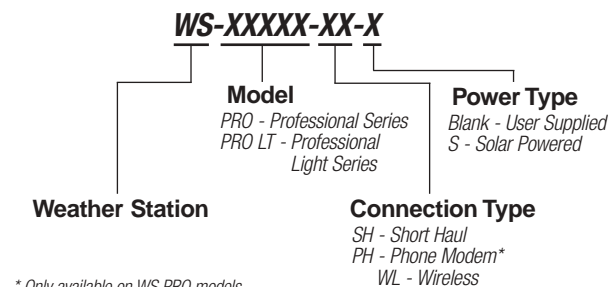 WS-XXXXX-XX-X
Model
PRO - Professional Series
PRO LT - Professional
Light Series
Power Type
Blank - User Supplied
S - Solar Powered
Weather Station
Connection Type
SH - Short Haul
PH - Phone Modem*
WL - Wireless
* Only available on WS PRO models